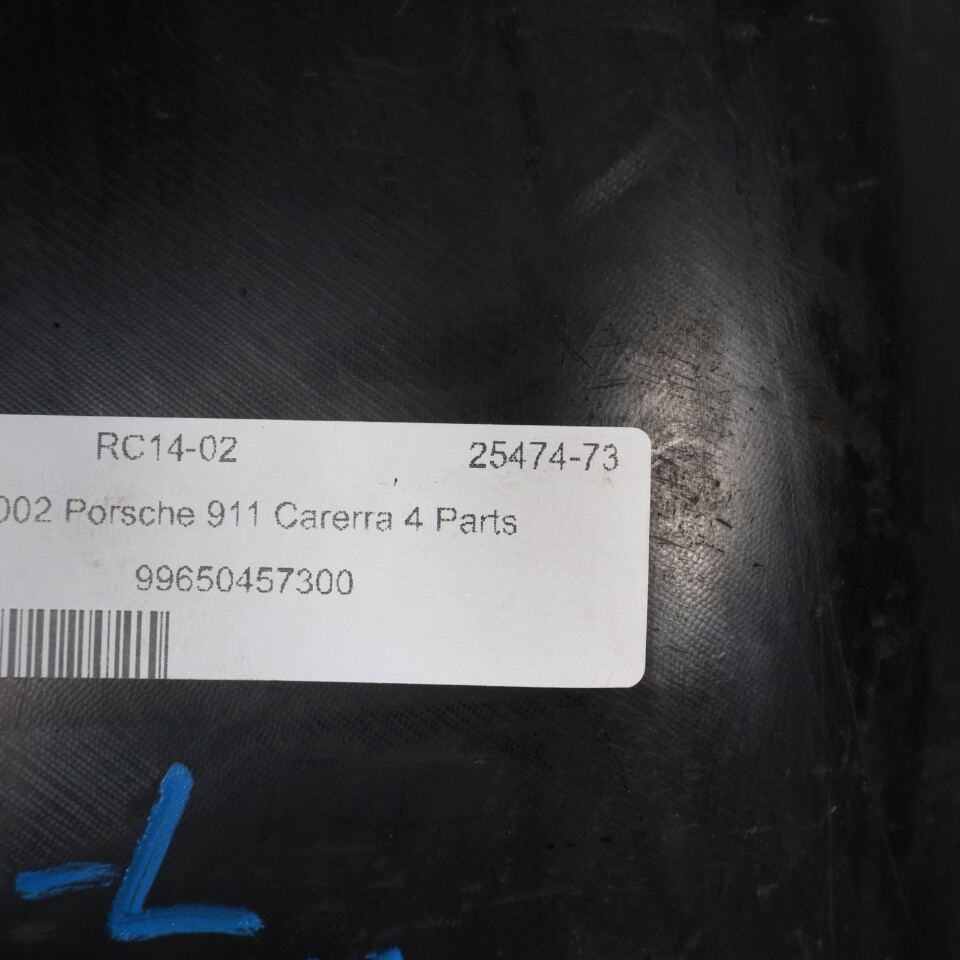 RC14-02 25474-73
002 Porsche 911 Carerra 4 Parts
99650457300
-L